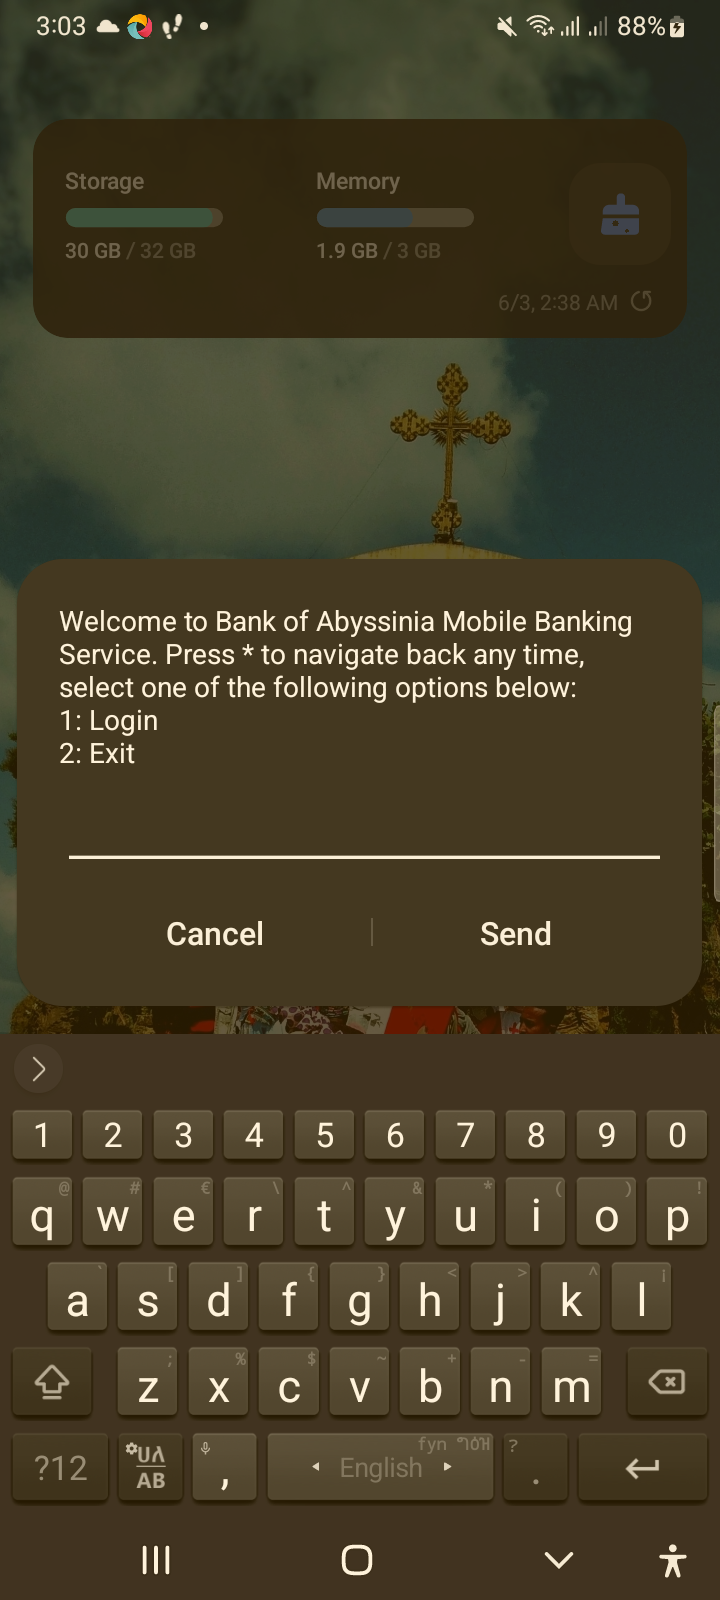 3:03 88%
Storage Memory
30 GB / 32 GB 1.9 GB / 3 GB
6/3, 2:38 AM
Welcome to Bank of Abyssinia Mobile Banking
Service. Press * to navigate back any time,
select one of the following options below:
1: Login
2: Exit
Cancel Send
1 2 3 4 5 6 7 8 9 0
@ # € \ ^ & * ( ) !
q w e r t y u i o p
` [ ] { } < > ^ ¡
a s d f g h j k l
; % $ ~ + - =
z x c v b n m
fyn ግዕዝ ?
?12 AB , English .